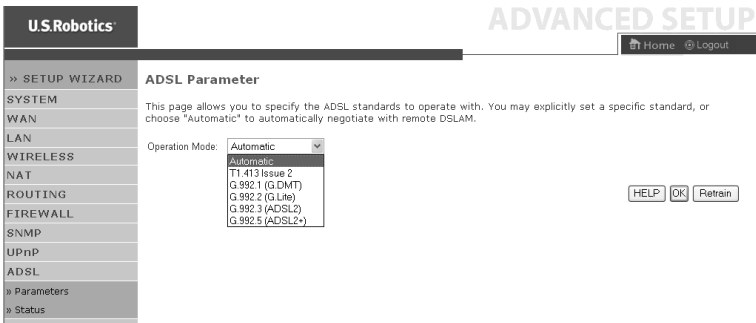 U.S.Robotics
ADVANCED SETUP
Home Logout
» SETUP WIZARD
SYSTEM
WAN
LAN
WIRELESS
NAT
ROUTING
FIREWALL
SNMP
UPnP
ADSL
» Parameters
» Status
ADSL Parameter
This page allows you to specify the ADSL standards to operate with. You may explicitly set a specific standard, or
choose "Automatic" to automatically negotiate with remote DSLAM.
Operation Mode: Automatic
Automatic
T1.413 Issue 2
G.992.1 (G.DMT)
G.992.2 (G.Lite)
G.992.3 (ADSL2)
G.992.5 (ADSL2+)
HELP OK Retrain